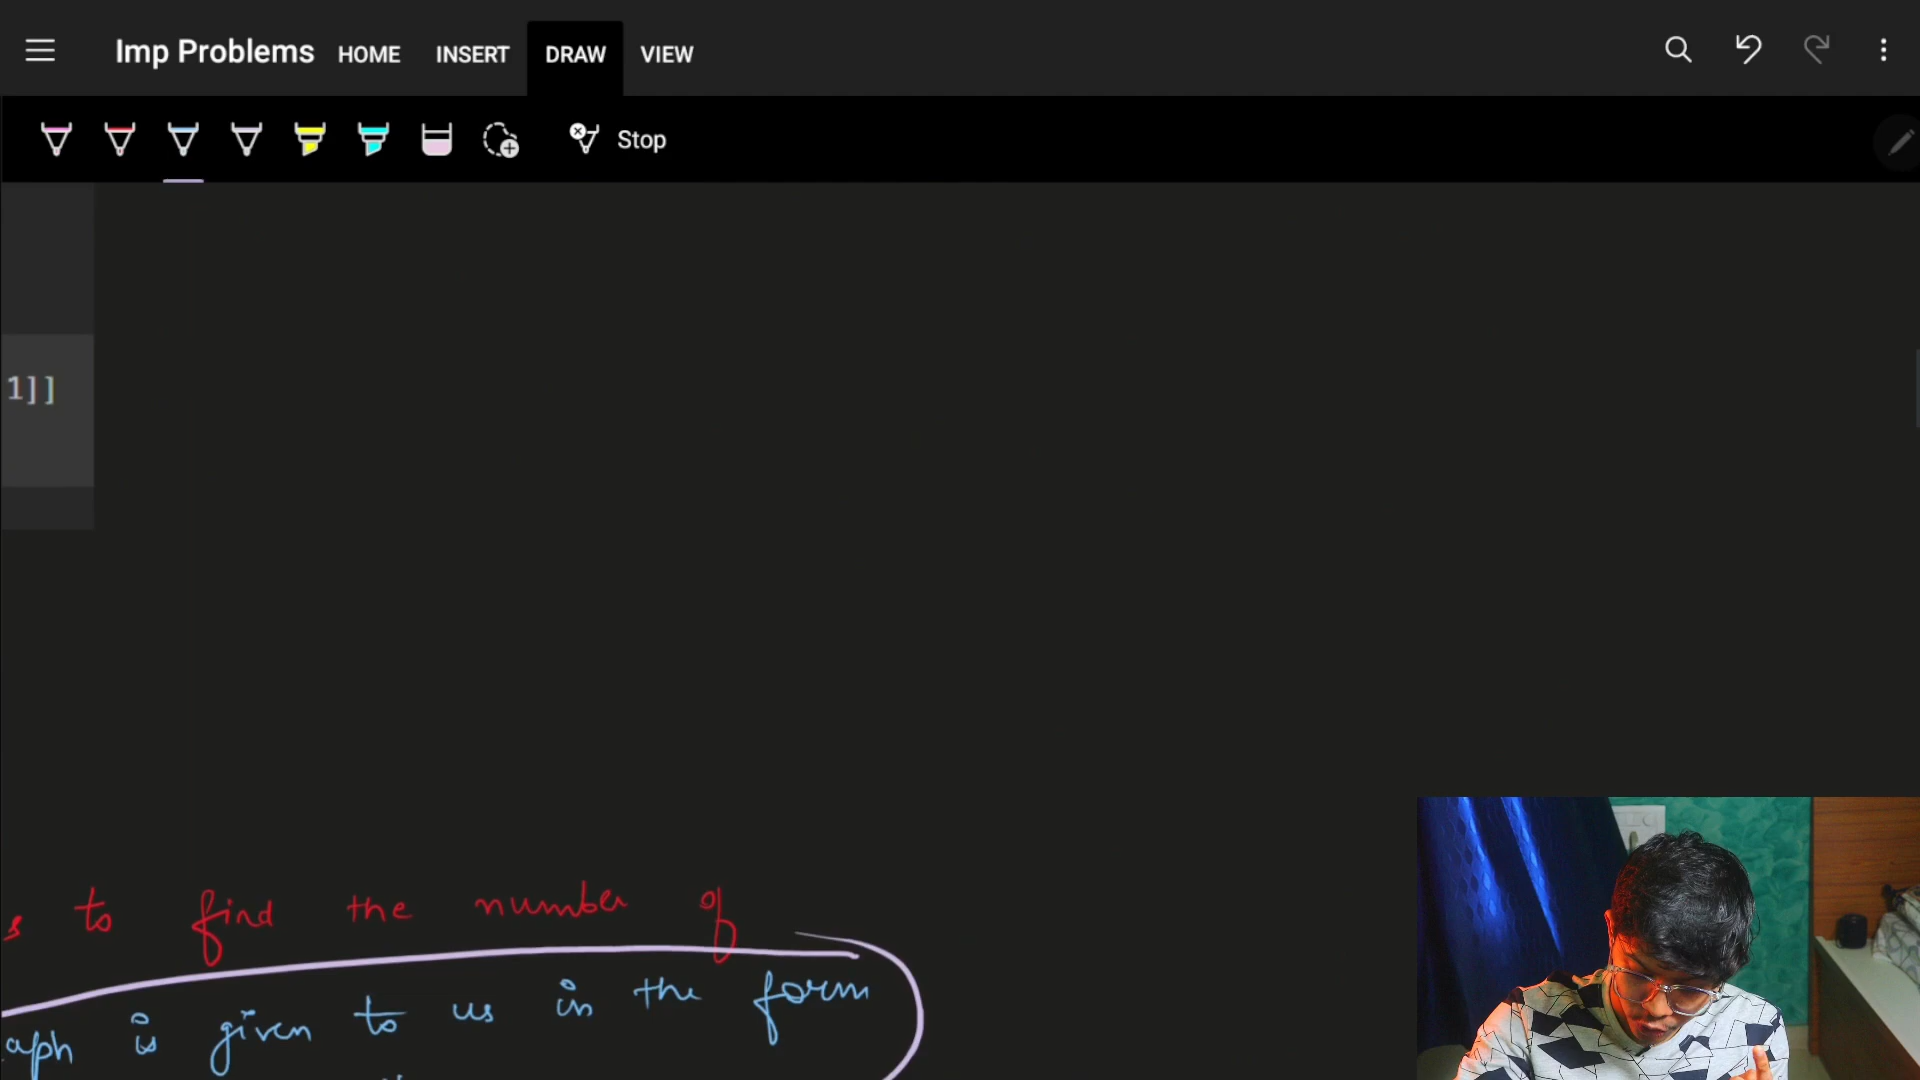 Imp Problems HOME INSERT DRAW VIEW
Stop
1]]
s to find the number of
aph is given to us in the form